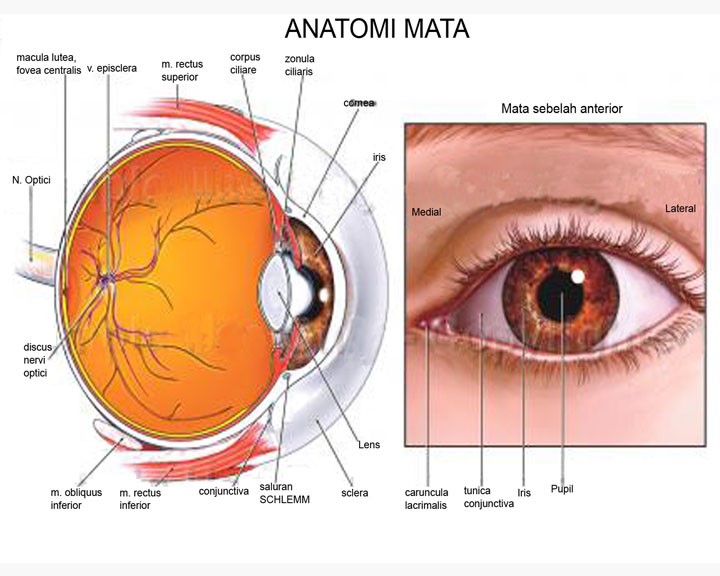 ANATOMI MATA
macula lutea,
fovea centralis
v. episclera
m. rectus
superior
corpus
ciliare
zonula
ciliaris
cornea
iris
N. Optici
discus
nervi
optici
Lens
m. obliquus
inferior
m. rectus
inferior
conjunctiva
saluran
SCHLEMM
sclera
Mata sebelah anterior
Medial
Lateral
caruncula
lacrimalis
tunica
conjunctiva
Iris
Pupil